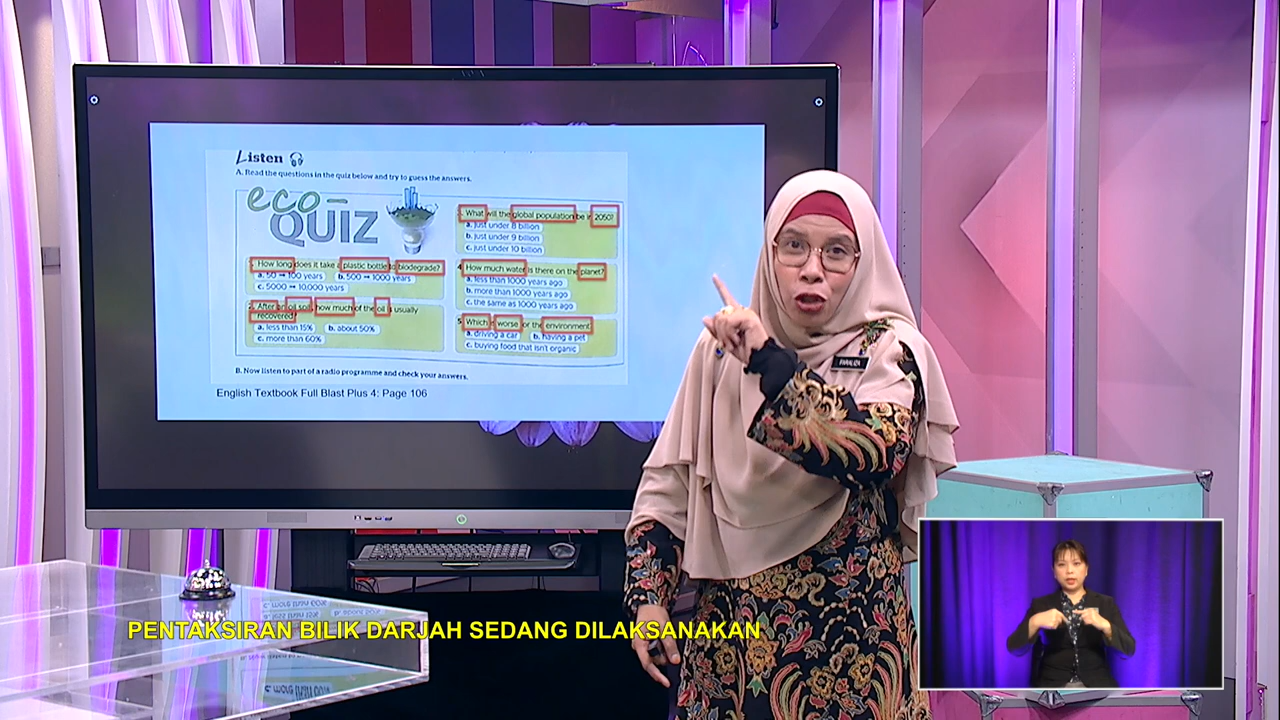 Listen
A. Read the questions in the quiz below and try to guess the answers.
eco-
QUIZ
1. How long does it take a plastic bottle to biodegrade?
a. 50 → 100 years b. 500 → 1000 years
c. 5000 → 10,000 years
2. After an oil spill, how much of the oil is usually
recovered?
a. less than 15% b. about 50%
c. more than 60%
What will the global population be in 2050?
a. just under 8 billion
b. just under 9 billion
c. just under 10 billion
4. How much water is there on the planet?
a. less than 1000 years ago
b. more than 1000 years ago
c. the same as 1000 years ago
5. Which is worse for the environment
a. driving a car b. having a pet
c. buying food that isn't organic
B. Now listen to part of a radio programme and check your answers.
English Textbook Full Blast Plus 4: Page 106
PENTAKSIRAN BILIK DARJAH SEDANG DILAKSANAKAN